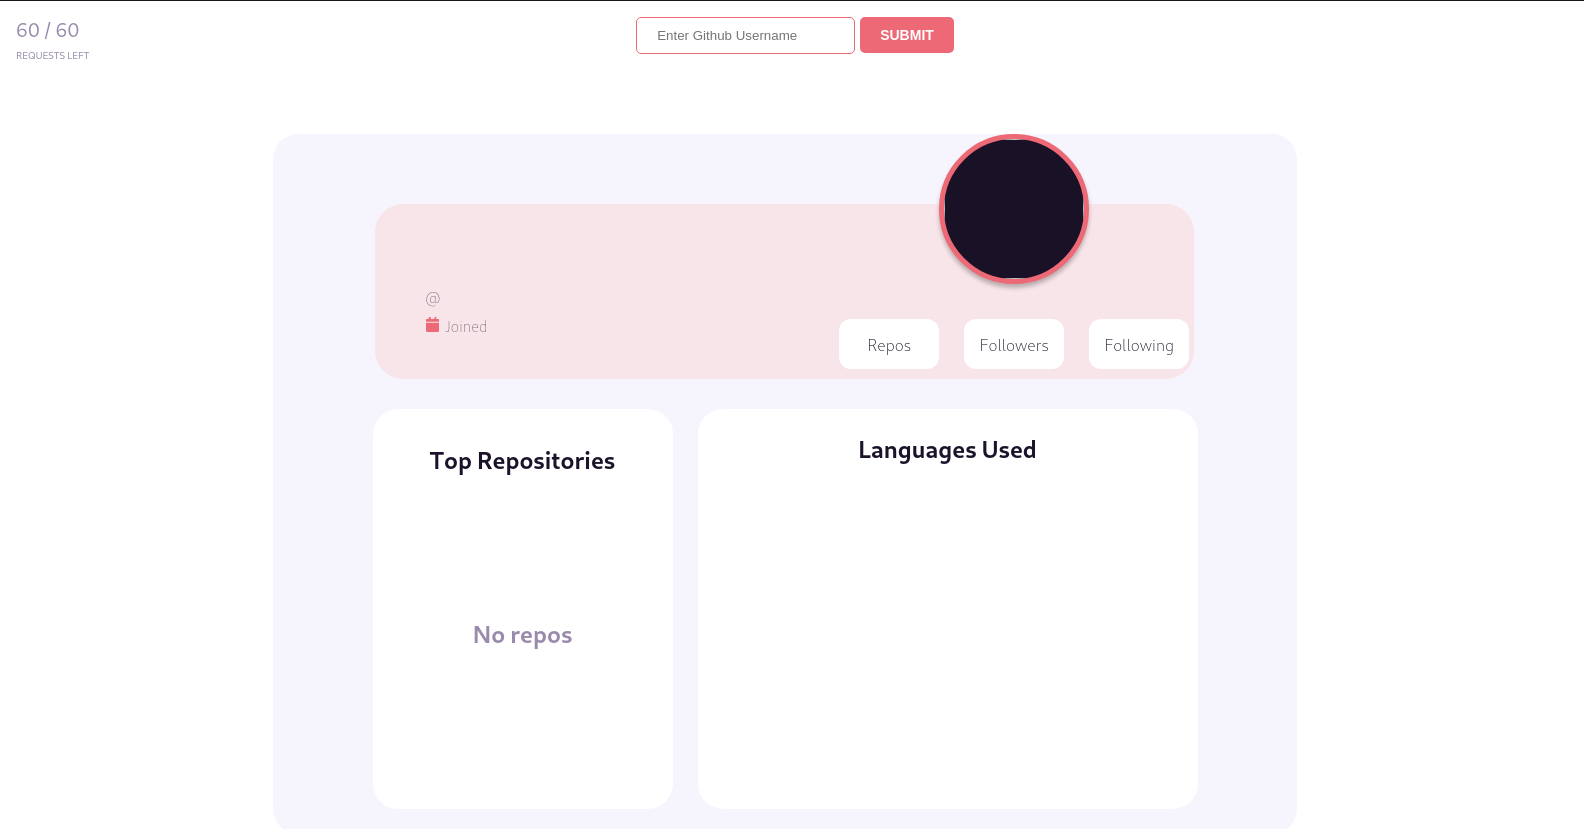 60 / 60
REQUESTS LEFT
Enter Github Username
SUBMIT
@
Joined
Repos
Followers
Following
Top Repositories
No repos
Languages Used